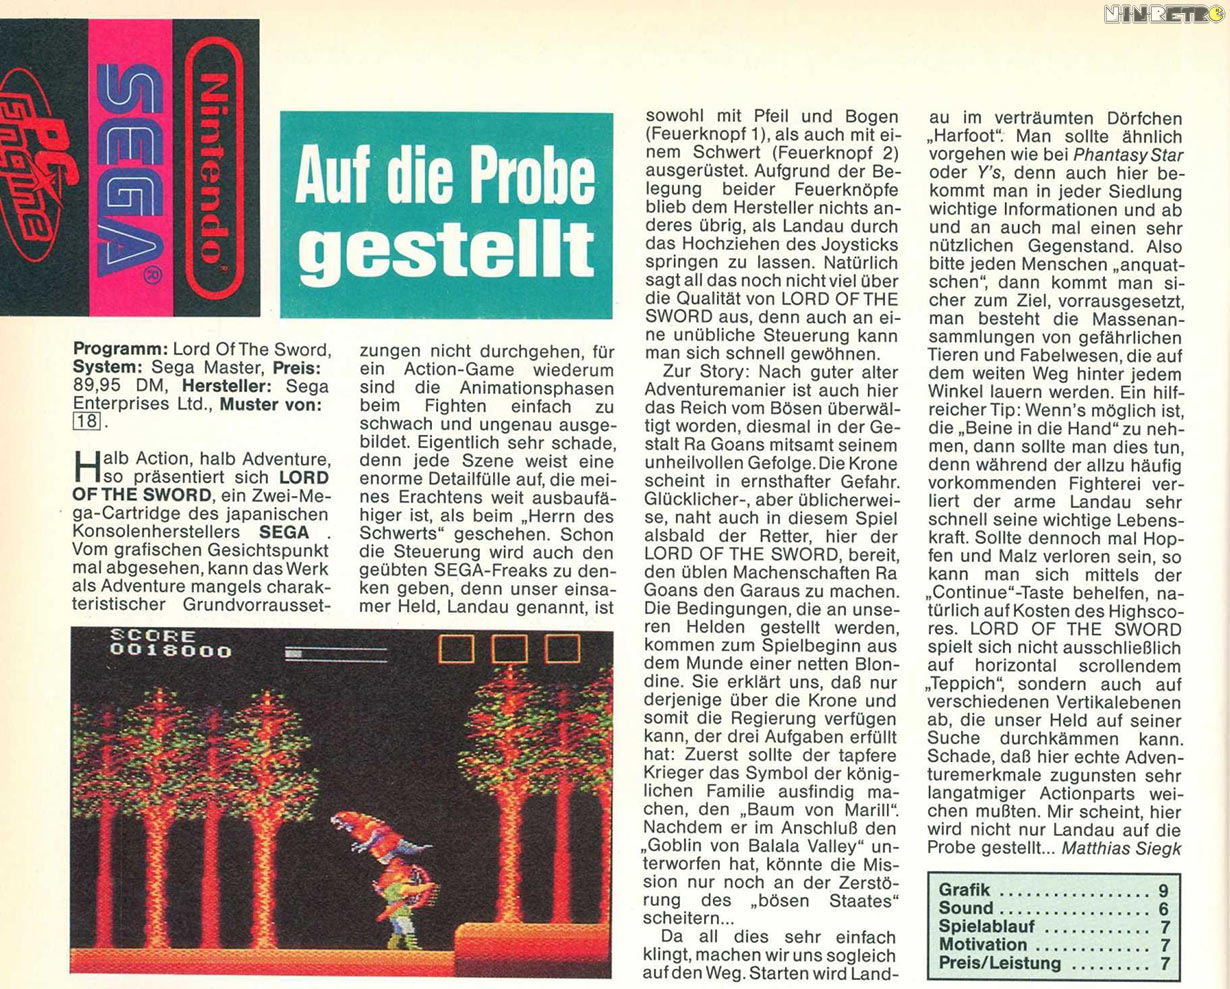 N-I-N-RETRO
PC Engine
SEGA®
Nintendo®
Auf die Probe
gestellt
Programm: Lord Of The Sword,
System: Sega Master, Preis:
89,95 DM, Hersteller: Sega
Enterprises Ltd., Muster von:
18.
Halb Action, halb Adventure,
so präsentiert sich LORD
OF THE SWORD, ein Zwei-Me-
ga-Cartridge des japanischen
Konsolenherstellers SEGA .
Vom grafischen Gesichtspunkt
mal abgesehen, kann das Werk
als Adventure mangels charak-
teristischer Grundvorrausset-
zungen nicht durchgehen, für
ein Action-Game wiederum
sind die Animationsphasen
beim Fighten einfach zu
schwach und ungenau ausge-
bildet. Eigentlich sehr schade,
denn jede Szene weist eine
enorme Detailfülle auf, die mei-
nes Erachtens weit ausbaufä-
higer ist, als beim „Herrn des
Schwerts“ geschehen. Schon
die Steuerung wird auch den
geübten SEGA-Freaks zu den-
ken geben, denn unser einsa-
mer Held, Landau genannt, ist
SCORE
0018000
sowohl mit Pfeil und Bogen
(Feuerknopf 1), als auch mit ei-
nem Schwert (Feuerknopf 2)
ausgerüstet. Aufgrund der Be-
legung beider Feuerknöpfe
blieb dem Hersteller nichts an-
deres übrig, als Landau durch
das Hochziehen des Joysticks
springen zu lassen. Natürlich
sagt all das noch nicht viel über
die Qualität von LORD OF THE
SWORD aus, denn auch an ei-
ne unübliche Steuerung kann
man sich schnell gewöhnen.
Zur Story: Nach guter alter
Adventuremanier ist auch hier
das Reich vom Bösen überwäl-
tigt worden, diesmal in der Ge-
stalt Ra Goans mitsamt seinem
unheilvollen Gefolge. Die Krone
scheint in ernsthafter Gefahr.
Glücklicher-, aber üblicherwei-
se, naht auch in diesem Spiel
alsbald der Retter, hier der
LORD OF THE SWORD, bereit,
den üblen Machenschaften Ra
Goans den Garaus zu machen.
Die Bedingungen, die an unse-
ren Helden gestellt werden,
kommen zum Spielbeginn aus
dem Munde einer netten Blon-
dine. Sie erklärt uns, daß nur
derjenige über die Krone und
somit die Regierung verfügen
kann, der drei Aufgaben erfüllt
hat: Zuerst sollte der tapfere
Krieger das Symbol der könig-
lichen Familie ausfindig ma-
chen, den „Baum von Marill“.
Nachdem er im Anschluß den
„Goblin von Balala Valley“ un-
terworfen hat, könnte die Mis-
sion nur noch an der Zerstö-
rung des „bösen Staates“
scheitern...
Da all dies sehr einfach
klingt, machen wir uns sogleich
auf den Weg. Starten wird Land-
au im verträumten Dörfchen
„Harfoot“. Man sollte ähnlich
vorgehen wie bei Phantasy Star
oder Y's, denn auch hier be-
kommt man in jeder Siedlung
wichtige Informationen und ab
und an auch mal einen sehr
nützlichen Gegenstand. Also
bitte jeden Menschen „anquat-
schen“, dann kommt man si-
cher zum Ziel, vorrausgesetzt,
man besteht die Massenan-
sammlungen von gefährlichen
Tieren und Fabelwesen, die auf
dem weiten Weg hinter jedem
Winkel lauern werden. Ein hilf-
reicher Tip: Wenn's möglich ist,
die „Beine in die Hand“ zu neh-
men, dann sollte man dies tun,
denn während der allzu häufig
vorkommenden Fighterei ver-
liert der arme Landau sehr
schnell seine wichtige Lebens-
kraft. Sollte dennoch mal Hop-
fen und Malz verloren sein, so
kann man sich mittels der
„Continue“-Taste behelfen, na-
türlich auf Kosten des Highsco-
res. LORD OF THE SWORD
spielt sich nicht ausschließlich
auf horizontal scrollendem
„Teppich“, sondern auch auf
verschiedenen Vertikalebenen
ab, die unser Held auf seiner
Suche durchkämmen kann.
Schade, daß hier echte Adven-
turemerkmale zugunsten sehr
langatmiger Actionparts wei-
chen mußten. Mir scheint, hier
wird nicht nur Landau auf die
Probe gestellt... Matthias Siegk
Grafik ................. 9
Sound ................. 6
Spielablauf ............ 7
Motivation ............. 7
Preis/Leistung ......... 7